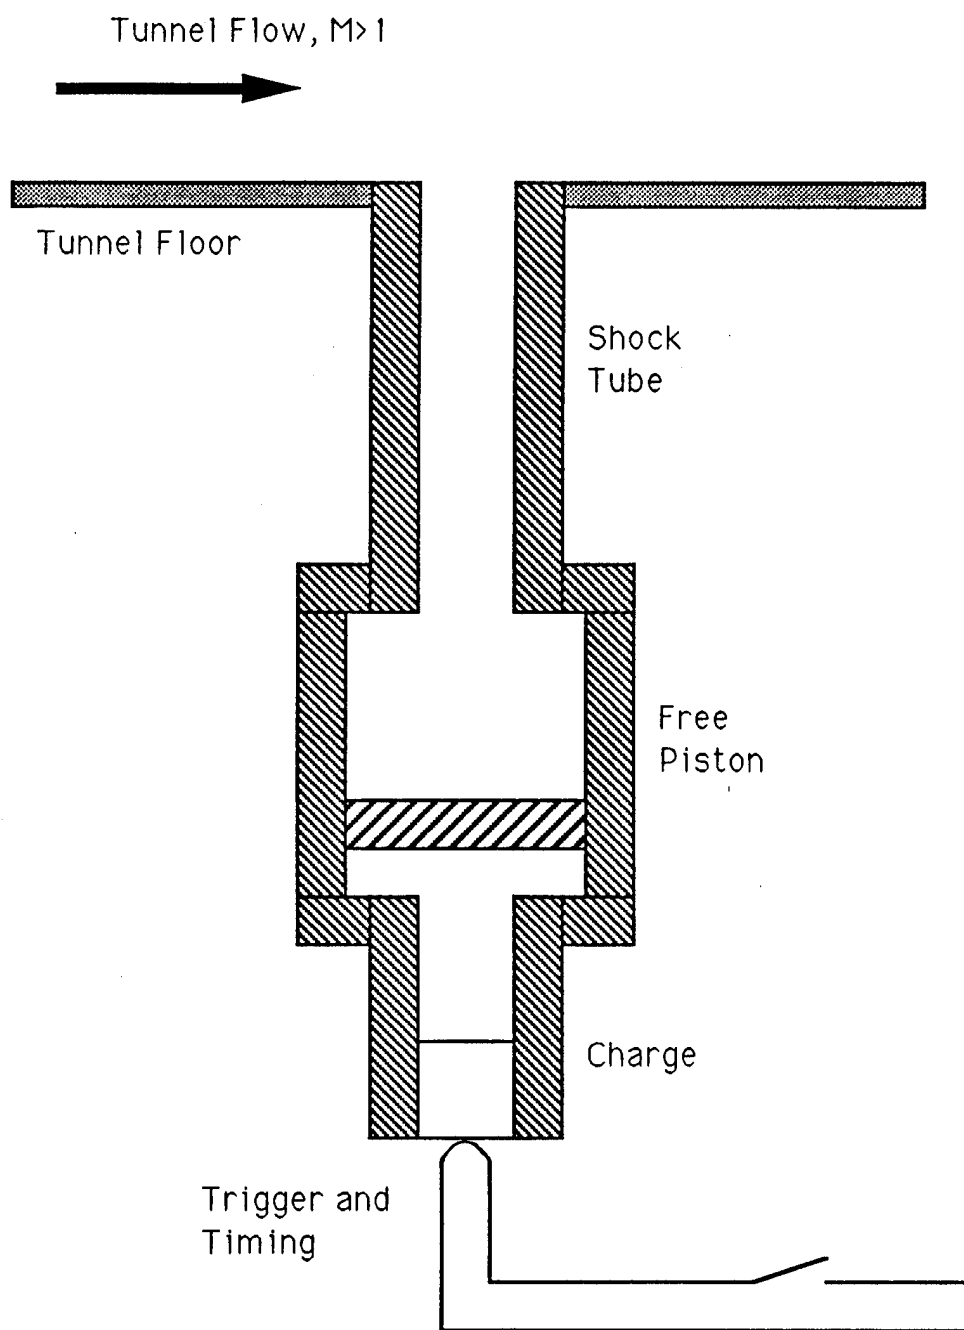 Tunnel Flow, M>1
Tunnel Floor
Shock
Tube
Free
Piston
Charge
Trigger and
Timing